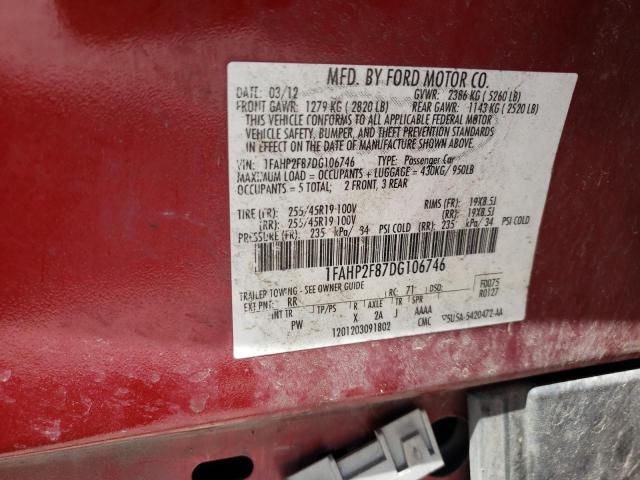 MFD. BY FORD MOTOR CO.
DATE: 03/12 GVWR: 2386 KG ( 5260 LB)
FRONT GAWR: 1279 KG ( 2820 LB) REAR GAWR: 1143 KG ( 2520 LB)
THIS VEHICLE CONFORMS TO ALL APPLICABLE FEDERAL MOTOR
VEHICLE SAFETY, BUMPER, AND THEFT PREVENTION STANDARDS
IN EFFECT ON THE DATE OF MANUFACTURE SHOWN ABOVE.
VIN: 1FAHP2F87DG106746 TYPE: Passenger Car
MAXIMUM LOAD = OCCUPANTS + LUGGAGE = 430KG/ 950LB
OCCUPANTS = 5 TOTAL; 2 FRONT, 3 REAR
TIRE (FR): 255/45R19 100V RIMS (FR): 19X8.5J
(RR): 255/45R19 100V (RR): 19X8.5J
PRESSURE (FR): 235 kPa/ 34 PSI COLD (RR): 235 kPa/ 34 PSI COLD
1FAHP2F87DG106746
TRAILER TOWING - SEE OWNER GUIDE
EXT PNT: RR RC: 71 DSO: F0075
R0127
INT TR TP/PS R AXLE TR SPR
PW X 2A J AAAA
1201203091802 CMC 5U5A-5420472-AA